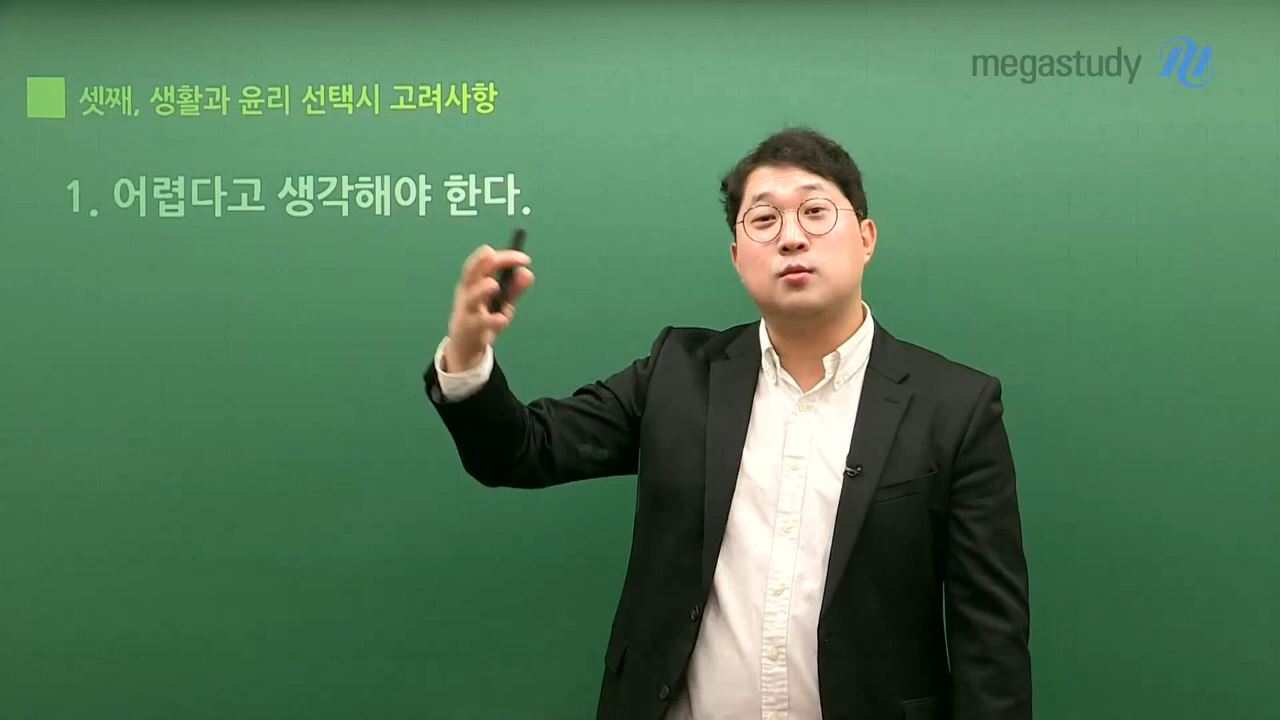 megastudy
셋째, 생활과 윤리 선택시 고려사항
1. 어렵다고 생각해야 한다.